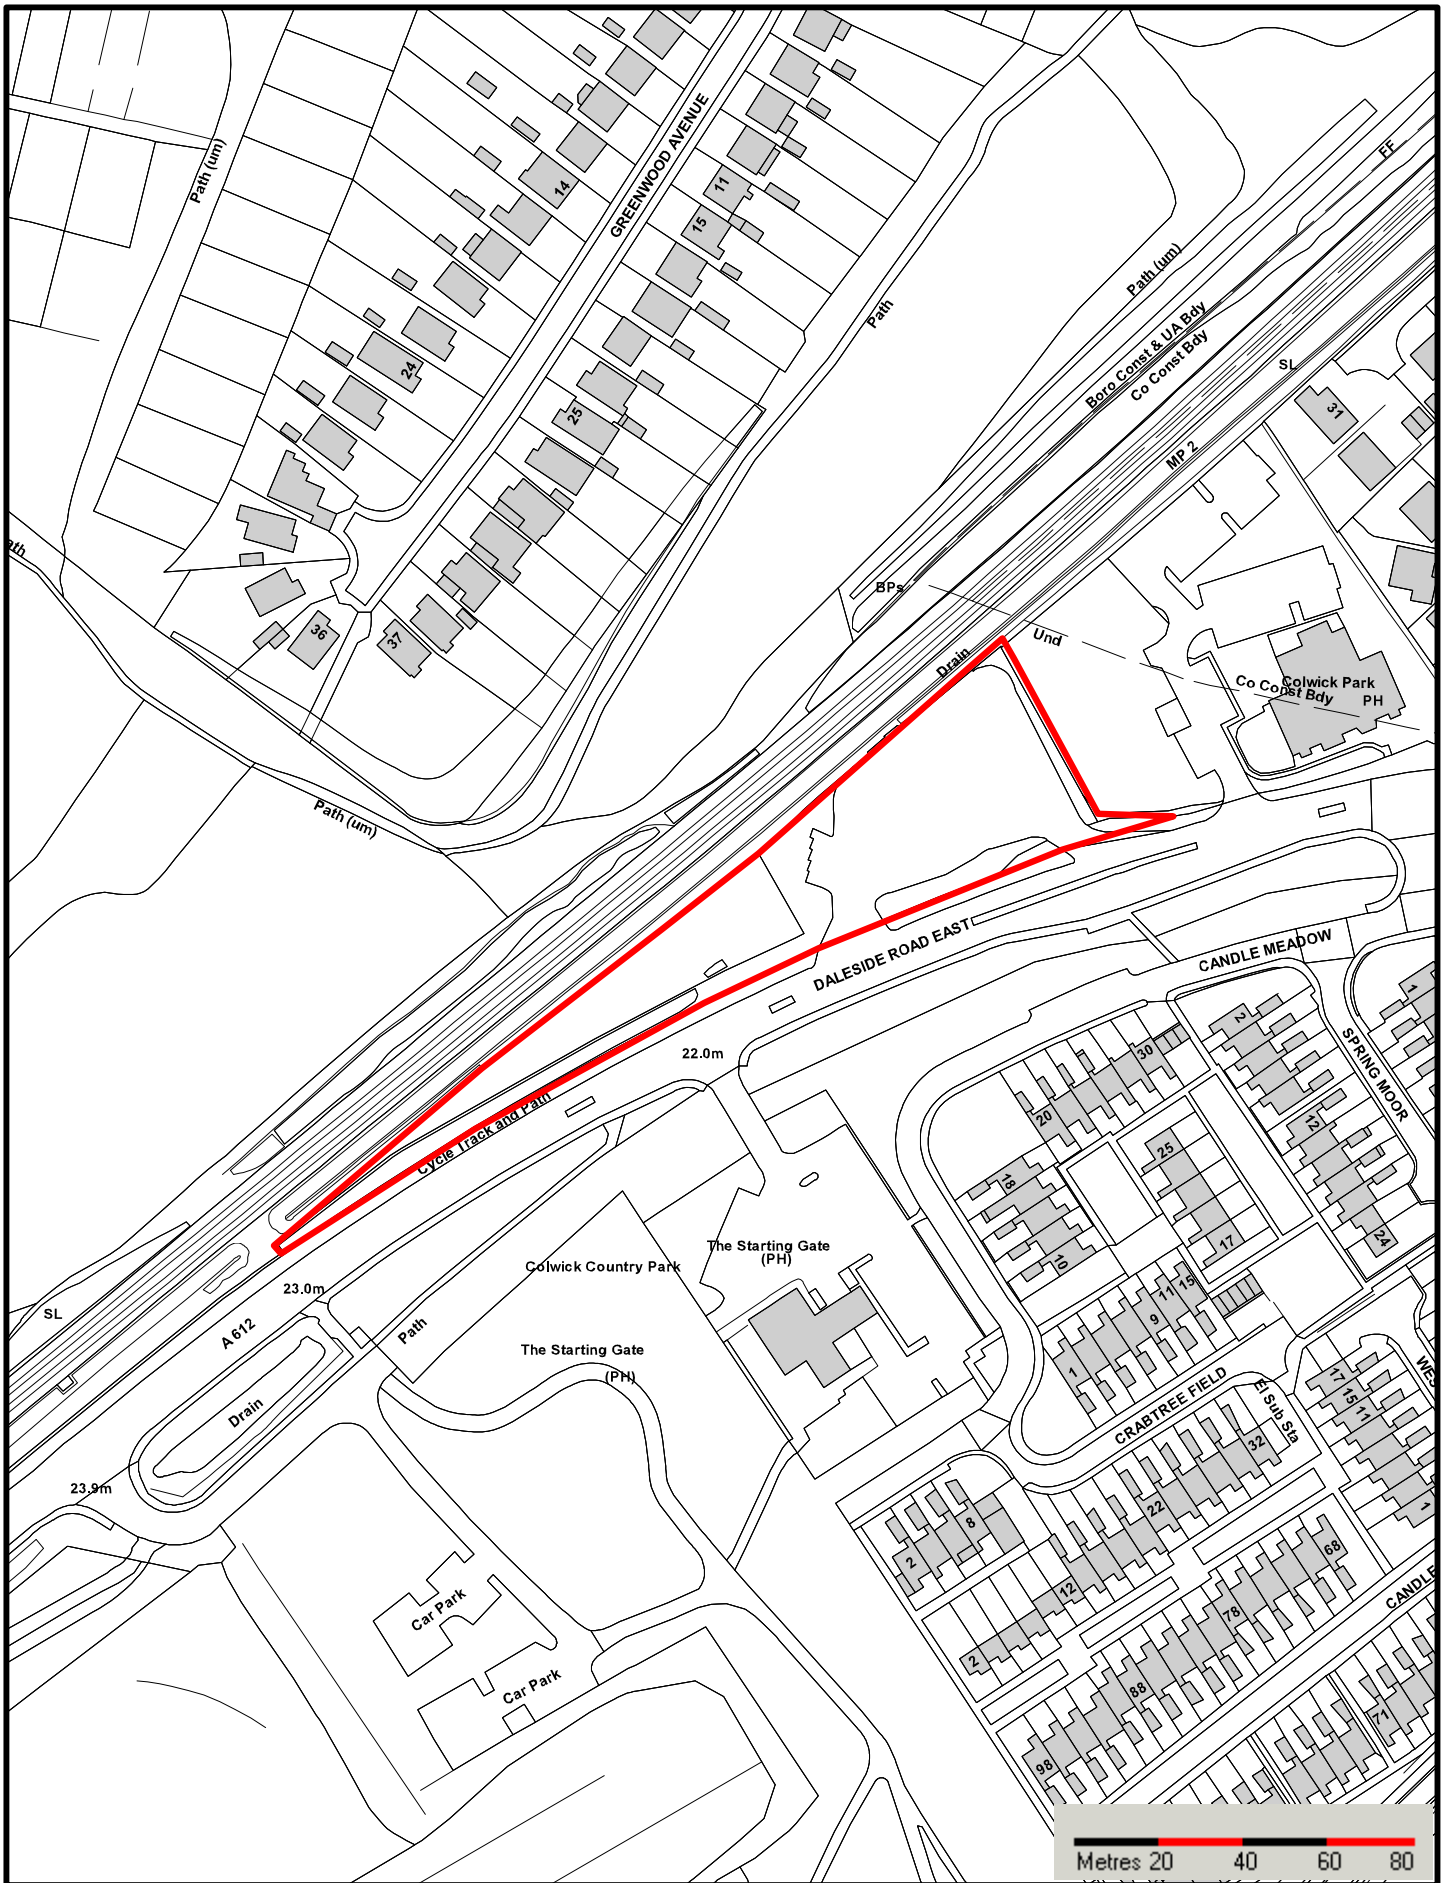 GREENWOOD AVENUE
Path (um)
14
11
15
24
25
36
37
Path
Path (um)
FF
Boro Const & UA Bdy
Co Const Bdy
SL
MP 2
31
ath
BPs
Und
Drain
Co Const Bdy
Colwick Park
PH
Path (um)
DALESIDE ROAD EAST
CANDLE MEADOW
SPRING MOOR
22.0m
Cycle Track and Path
1
2
12
24
30
20
18
10
25
17
The Starting Gate
(PH)
Colwick Country Park
23.0m
SL
A 612
Path
The Starting Gate
(PH)
Drain
23.9m
1
9
11
15
CRABTREE FIELD
El Sub Sta
WES
17
15
11
1
32
22
12
2
8
2
68
78
88
98
CANDLE
71
Car Park
Car Park
Metres 20 40 60 80